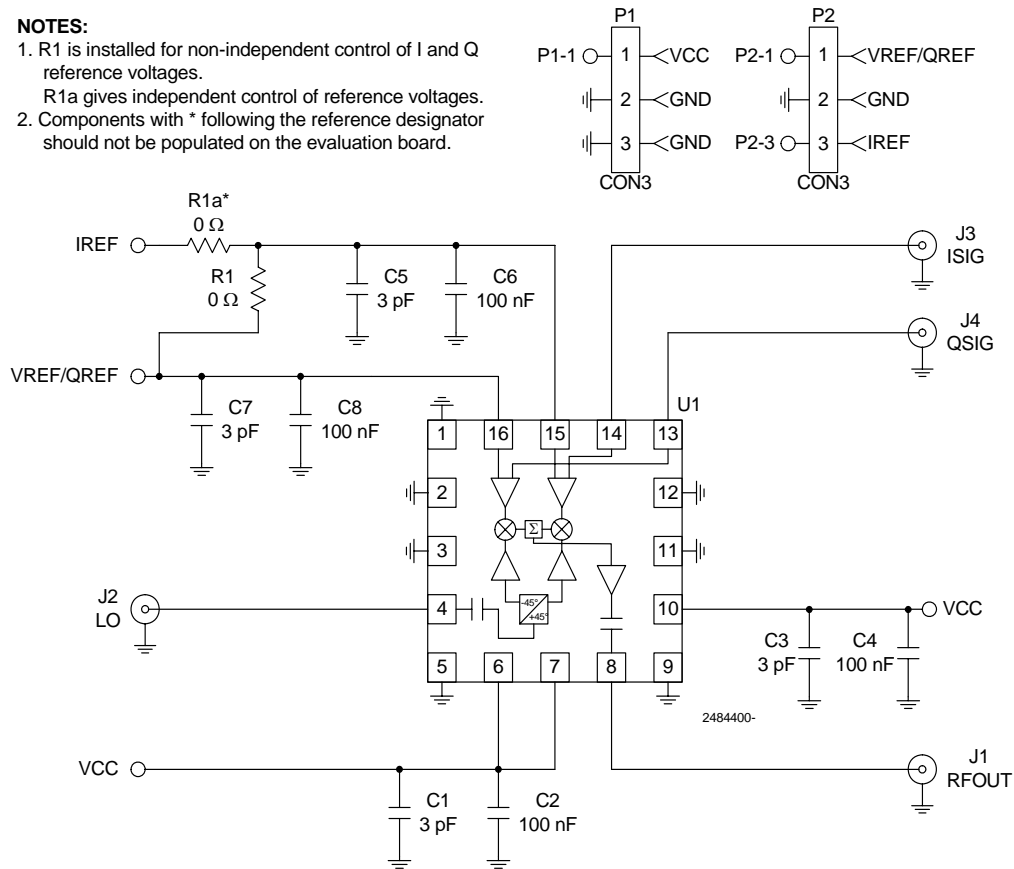 NOTES:
1. R1 is installed for non-independent control of I and Q
reference voltages.
R1a gives independent control of reference voltages.
2. Components with * following the reference designator
should not be populated on the evaluation board.
P1
P1-1 1 VCC
2 GND
3 GND
CON3
P2
P2-1 1 VREF/QREF
2 GND
P2-3 3 IREF
CON3
R1a*
0 Ω
IREF
R1
0 Ω
C5
3 pF
C6
100 nF
J3
ISIG
J4
QSIG
VREF/QREF
C7
3 pF
C8
100 nF
U1
1 16 15 14 13
2 12
Σ
3 11
J2
LO
4 -45° +45° 10
VCC
C3
3 pF
C4
100 nF
5 6 7 8 9
2484400-
VCC
J1
RFOUT
C1
3 pF
C2
100 nF